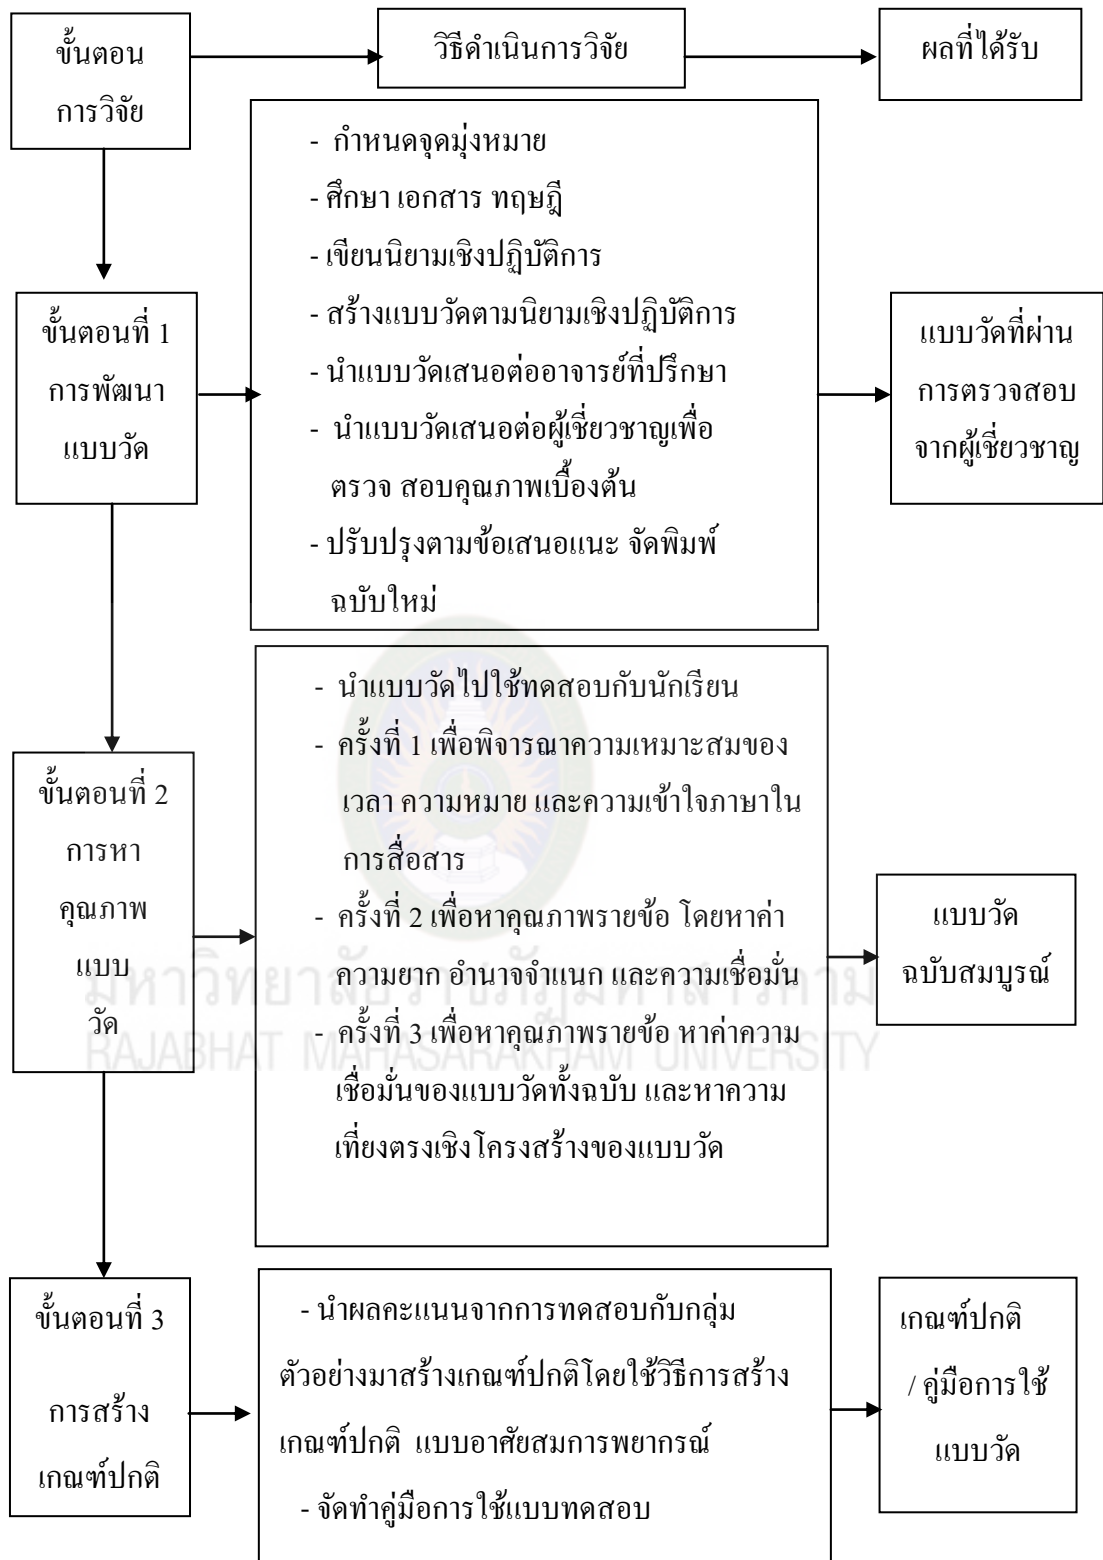 ขั้นตอน
การวิจัย
วิธีดำเนินการวิจัย
ผลที่ได้รับ
ขั้นตอนที่ 1
การพัฒนา
แบบวัด
- กำหนดจุดมุ่งหมาย
- ศึกษา เอกสาร ทฤษฎี
- เขียนนิยามเชิงปฏิบัติการ
- สร้างแบบวัดตามนิยามเชิงปฏิบัติการ
- นำแบบวัดเสนอต่ออาจารย์ที่ปรึกษา
- นำแบบวัดเสนอต่อผู้เชี่ยวชาญเพื่อ
ตรวจ สอบคุณภาพเบื้องต้น
- ปรับปรุงตามข้อเสนอแนะ จัดพิมพ์
ฉบับใหม่
แบบวัดที่ผ่าน
การตรวจสอบ
จากผู้เชี่ยวชาญ
ขั้นตอนที่ 2
การหา
คุณภาพ
แบบ
วัด
- นำแบบวัดไปใช้ทดสอบกับนักเรียน
- ครั้งที่ 1 เพื่อพิจารณาความเหมาะสมของ
เวลา ความหมาย และความเข้าใจภาษาใน
การสื่อสาร
- ครั้งที่ 2 เพื่อหาคุณภาพรายข้อ โดยหาค่า
ความยาก อำนาจจำแนก และความเชื่อมั่น
- ครั้งที่ 3 เพื่อหาคุณภาพรายข้อ หาค่าความ
เชื่อมั่นของแบบวัดทั้งฉบับ และหาความ
เที่ยงตรงเชิงโครงสร้างของแบบวัด
แบบวัด
ฉบับสมบูรณ์
มหาวิทยาลัยราชภัฏมหาสารคาม
RAJABHAT MAHASARAKHAM UNIVERSITY
ขั้นตอนที่ 3
การสร้าง
เกณฑ์ปกติ
- นำผลคะแนนจากการทดสอบกับกลุ่ม
ตัวอย่างมาสร้างเกณฑ์ปกติโดยใช้วิธีการสร้าง
เกณฑ์ปกติ แบบอาศัยสมการพยากรณ์
- จัดทำคู่มือการใช้แบบทดสอบ
เกณฑ์ปกติ
/ คู่มือการใช้
แบบวัด